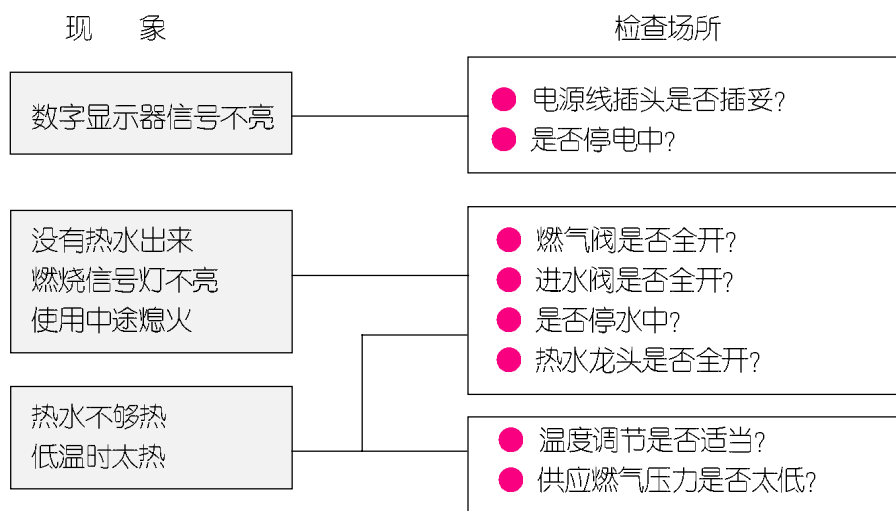 现 象
检查场所
数字显示器信号不亮
电源线插头是否插妥?
是否停电中?
没有热水出来
燃烧信号灯不亮
使用中途熄火
燃气阀是否全开?
进水阀是否全开?
是否停水中?
热水龙头是否全开?
热水不够热
低温时太热
温度调节是否适当?
供应燃气压力是否太低?